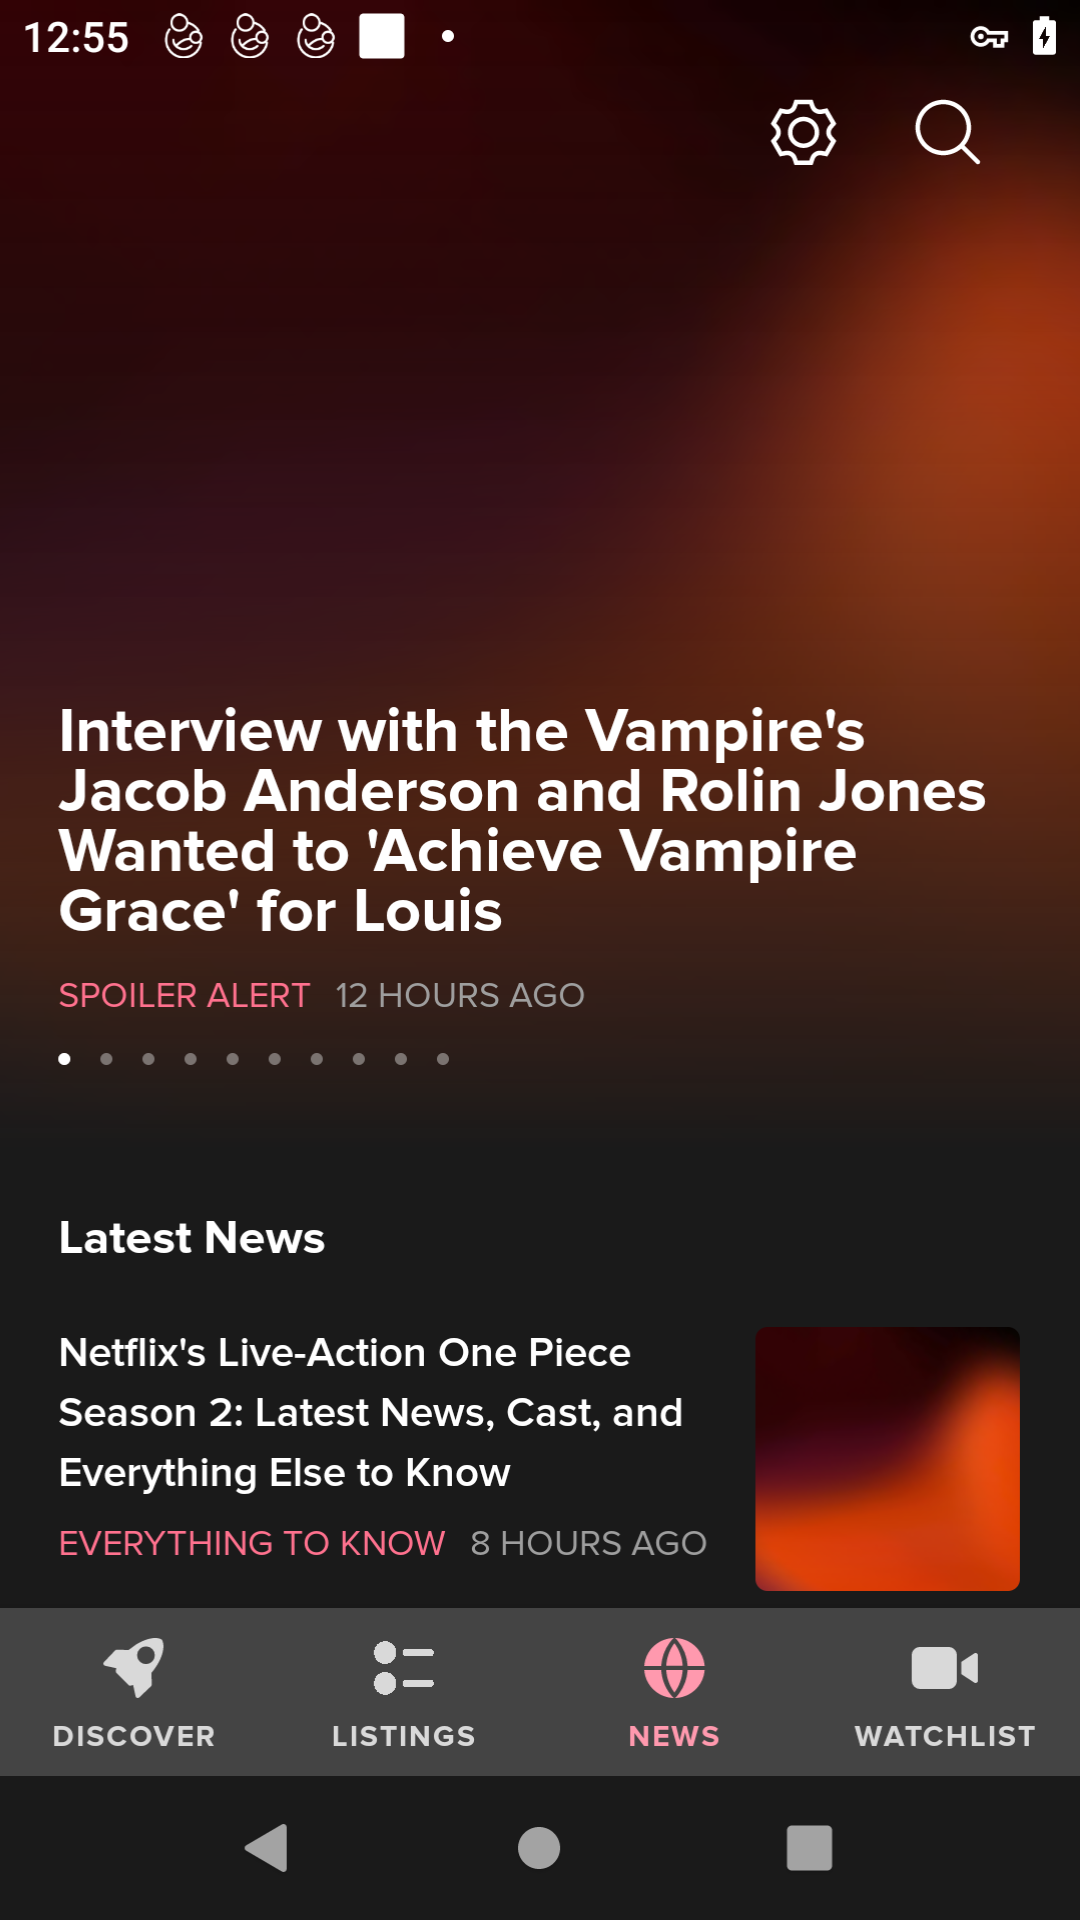 12:55
Interview with the Vampire's
Jacob Anderson and Rolin Jones
Wanted to 'Achieve Vampire
Grace' for Louis
SPOILER ALERT 12 HOURS AGO
Latest News
Netflix's Live-Action One Piece
Season 2: Latest News, Cast, and
Everything Else to Know
EVERYTHING TO KNOW 8 HOURS AGO
DISCOVER LISTINGS NEWS WATCHLIST